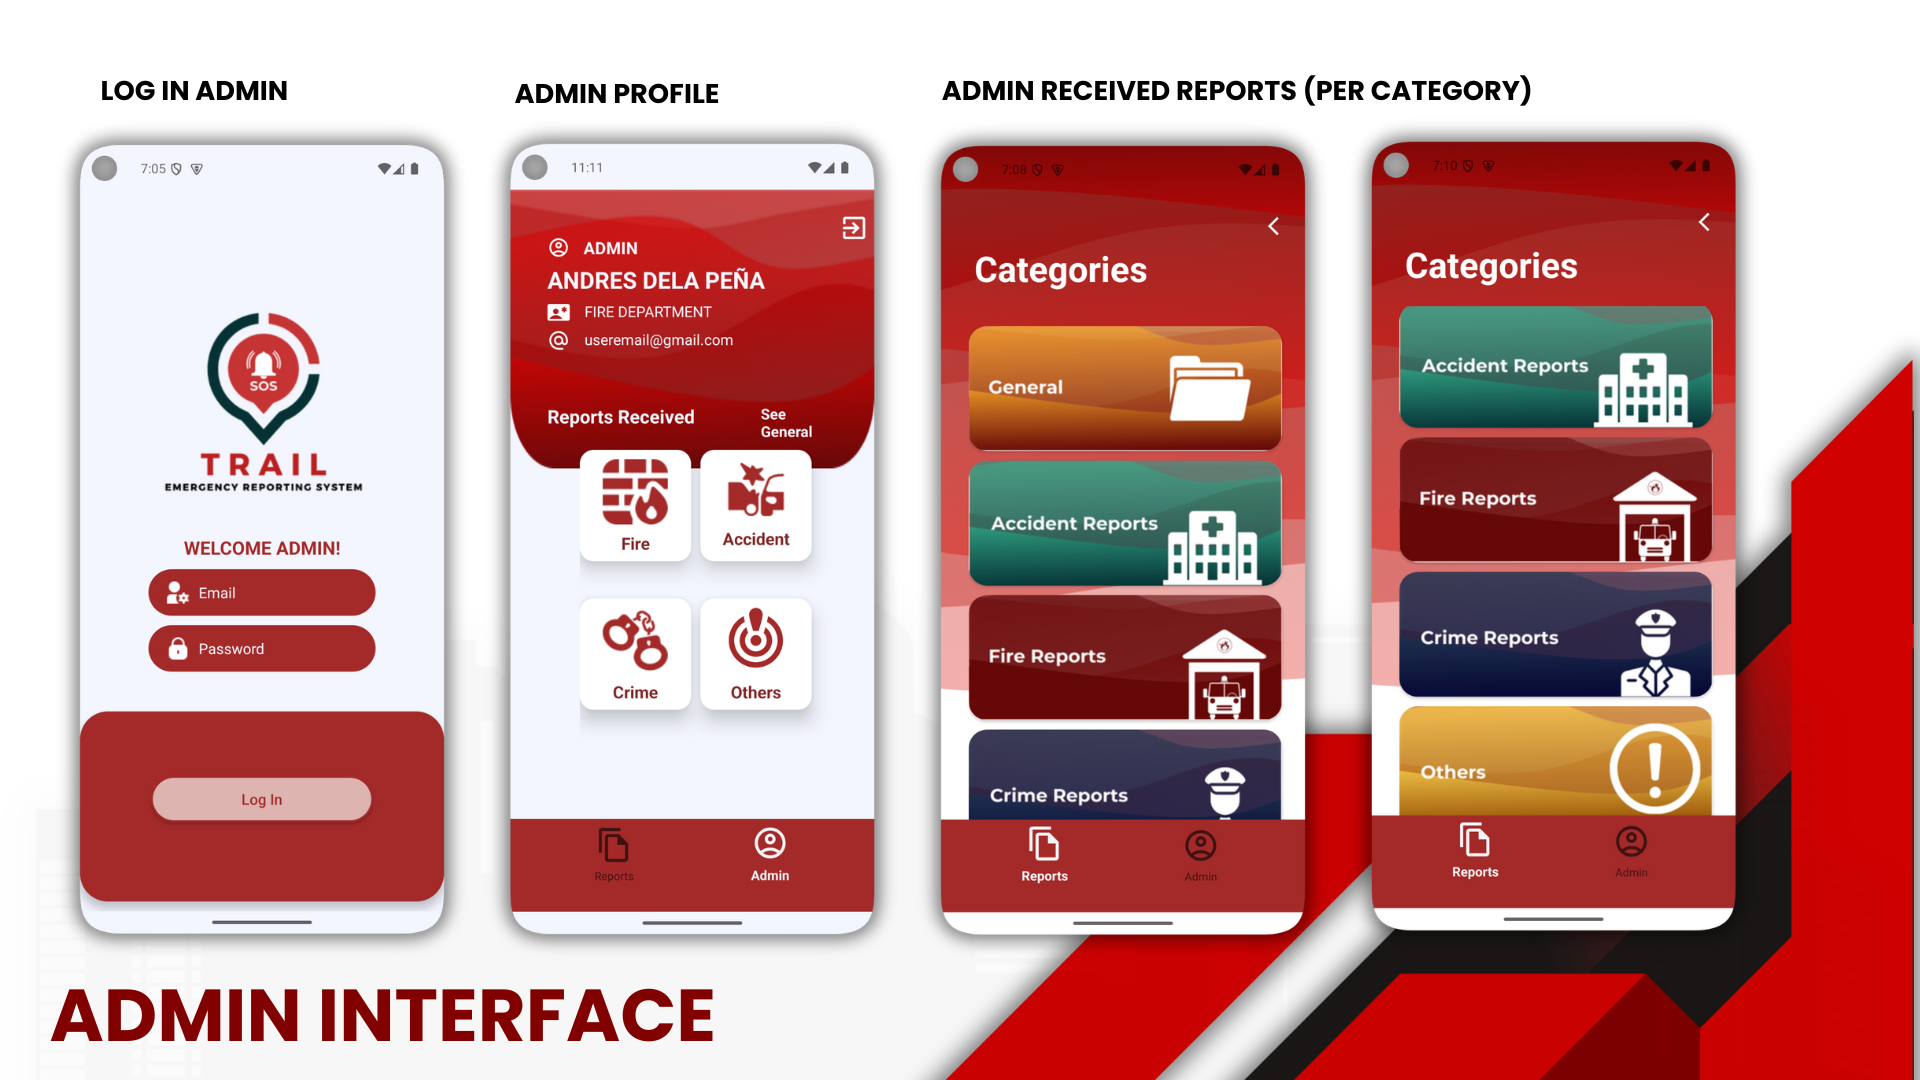 LOG IN ADMIN
ADMIN PROFILE
ADMIN RECEIVED REPORTS (PER CATEGORY)
7:05
SOS
TRAIL
EMERGENCY REPORTING SYSTEM
WELCOME ADMIN!
Email
Password
Log In
11:11
ADMIN
ANDRES DELA PEÑA
FIRE DEPARTMENT
useremail@gmail.com
Reports Received
See
General
Fire
Accident
Crime
Others
Reports
Admin
7:08
Categories
General
Accident Reports
Fire Reports
Crime Reports
Reports
Admin
7:10
Categories
Accident Reports
Fire Reports
Crime Reports
Others
Reports
Admin
ADMIN INTERFACE